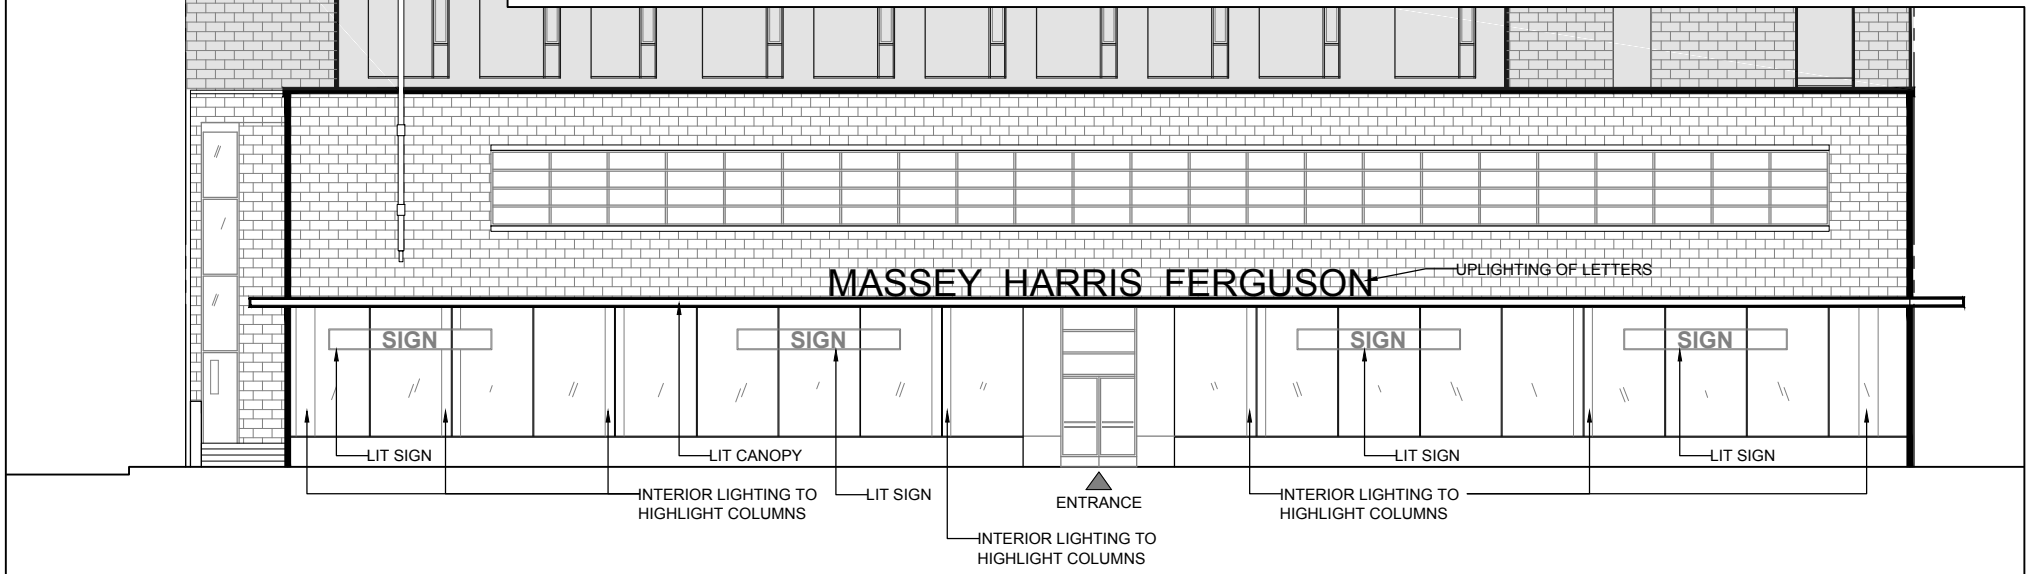 MASSEY HARRIS FERGUSON
UPLIGHTING OF LETTERS
SIGN
SIGN
SIGN
SIGN
LIT SIGN
LIT CANOPY
LIT SIGN
LIT SIGN
INTERIOR LIGHTING TO
HIGHLIGHT COLUMNS
LIT SIGN
ENTRANCE
INTERIOR LIGHTING TO
HIGHLIGHT COLUMNS
INTERIOR LIGHTING TO
HIGHLIGHT COLUMNS